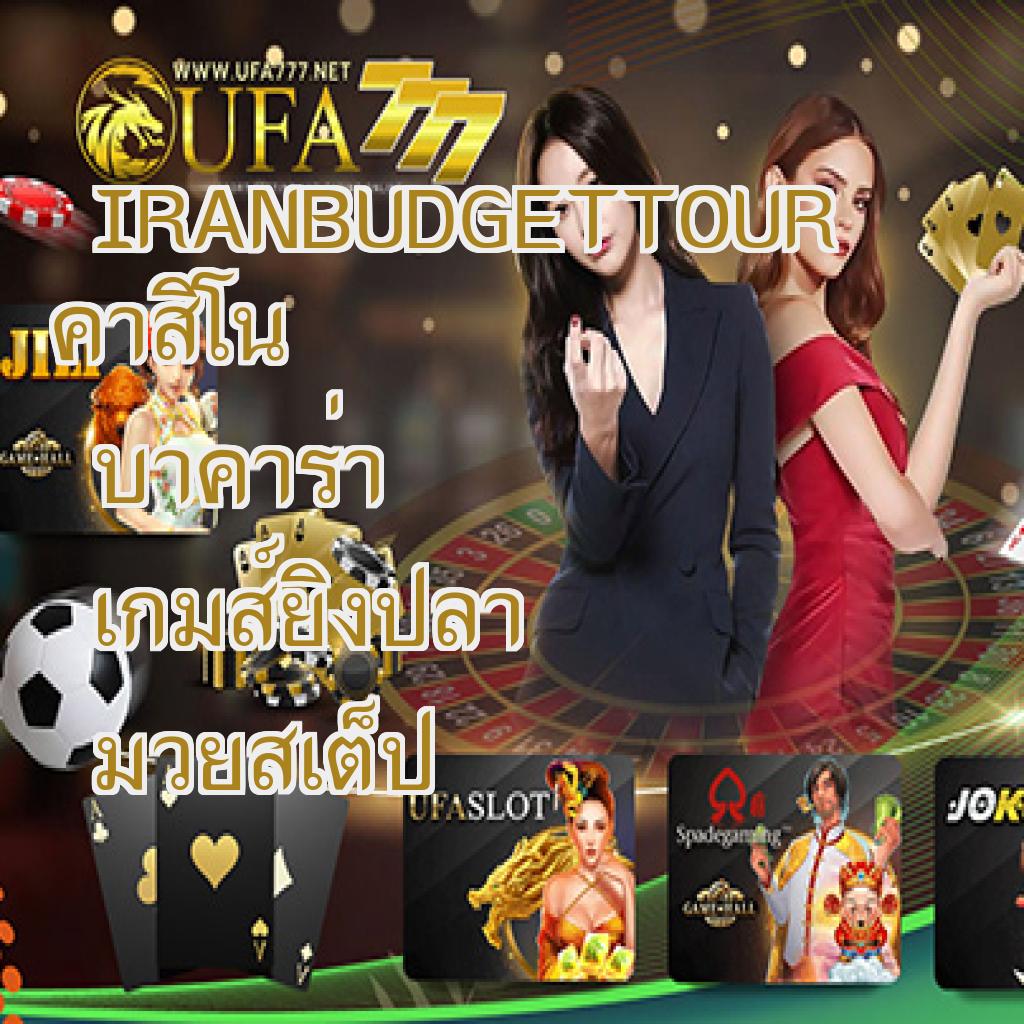 WWW.UFA777.NET
UFA777
IRANBUDGETTOUR
คาสิโน
บาคาร่า
เกมส์ยิงปลา
มวยสเต็ป
JILI
GAME HALL
UFASLOT
Spadegaming™
GAME HALL